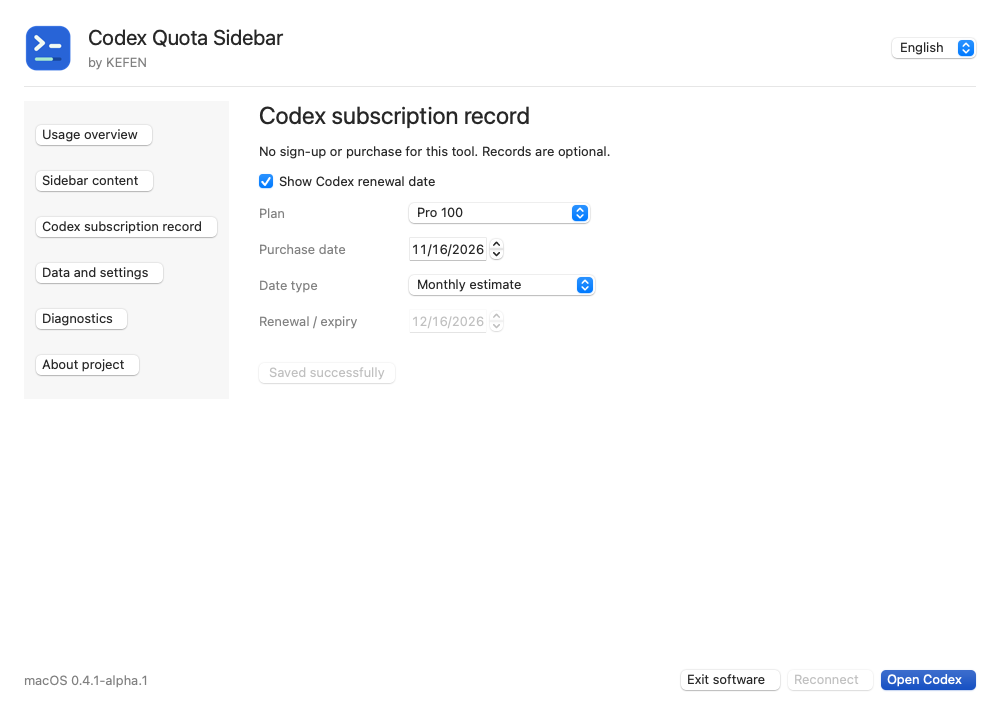 Codex Quota Sidebar
by KEFEN
English
Usage overview
Sidebar content
Codex subscription record
Data and settings
Diagnostics
About project
Codex subscription record
No sign-up or purchase for this tool. Records are optional.
Show Codex renewal date
Plan
Pro 100
Purchase date
11/16/2026
Date type
Monthly estimate
Renewal / expiry
12/16/2026
Saved successfully
macOS 0.4.1-alpha.1
Exit software
Reconnect
Open Codex